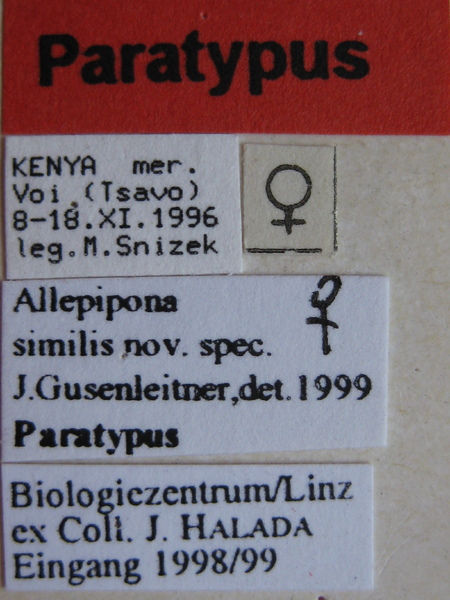 Paratypus
KENYA mer.
Voi (Tsavo)
8-18.XI.1996
leg.M.Snizek
♀
Allepipona ♀
similis nov. spec.
J.Gusenleitner,det.1999
Paratypus
Biologiezentrum/Linz
ex Coll. J. HALADA
Eingang 1998/99